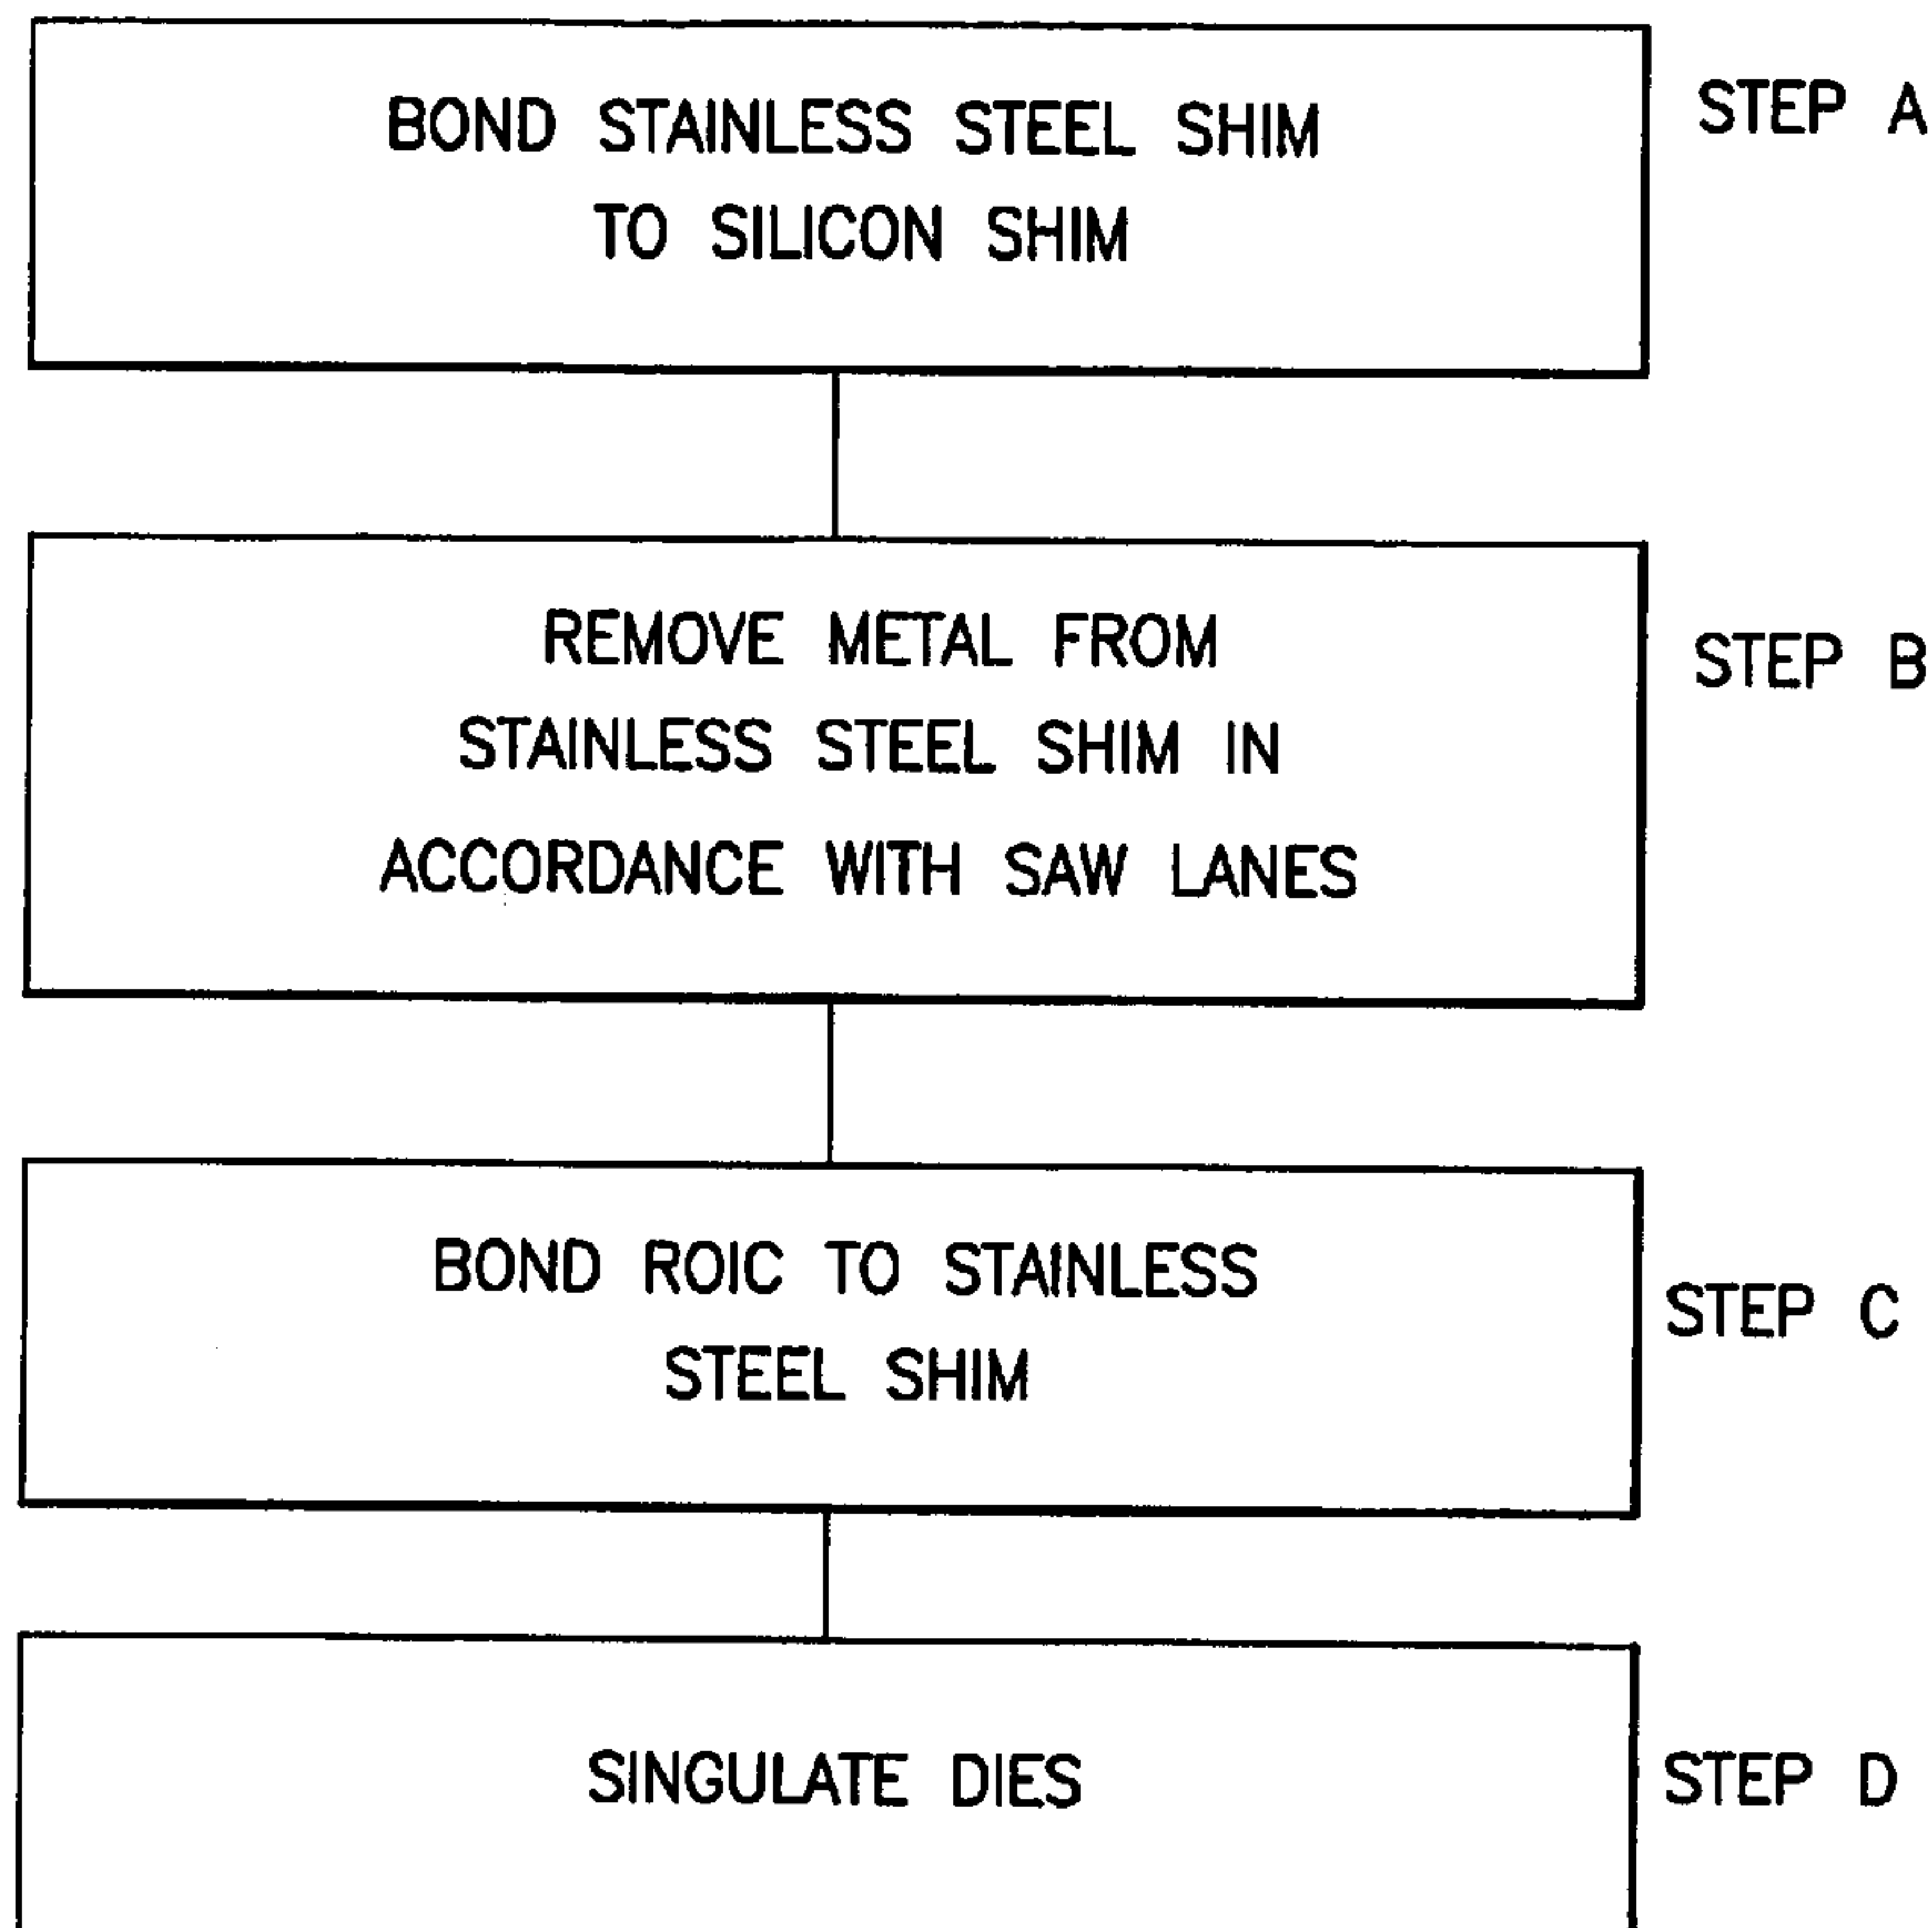 BOND STAINLESS STEEL SHIM
TO SILICON SHIM
STEP A
REMOVE METAL FROM
STAINLESS STEEL SHIM IN
ACCORDANCE WITH SAW LANES
STEP B
BOND ROIC TO STAINLESS
STEEL SHIM
STEP C
SINGULATE DIES
STEP D